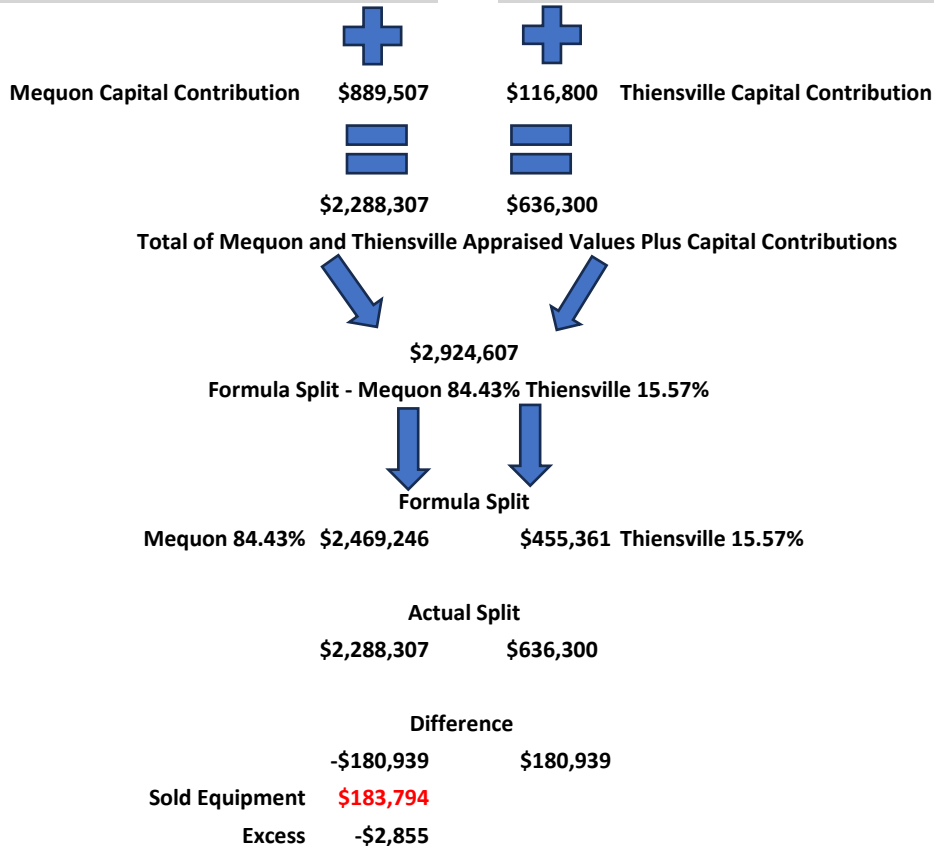 Mequon Capital Contribution $889,507 $116,800 Thiensville Capital Contribution
$2,288,307 $636,300
Total of Mequon and Thiensville Appraised Values Plus Capital Contributions
$2,924,607
Formula Split - Mequon 84.43% Thiensville 15.57%
Formula Split
Mequon 84.43% $2,469,246 $455,361 Thiensville 15.57%
Actual Split
$2,288,307 $636,300
Difference
-$180,939 $180,939
Sold Equipment $183,794
Excess -$2,855